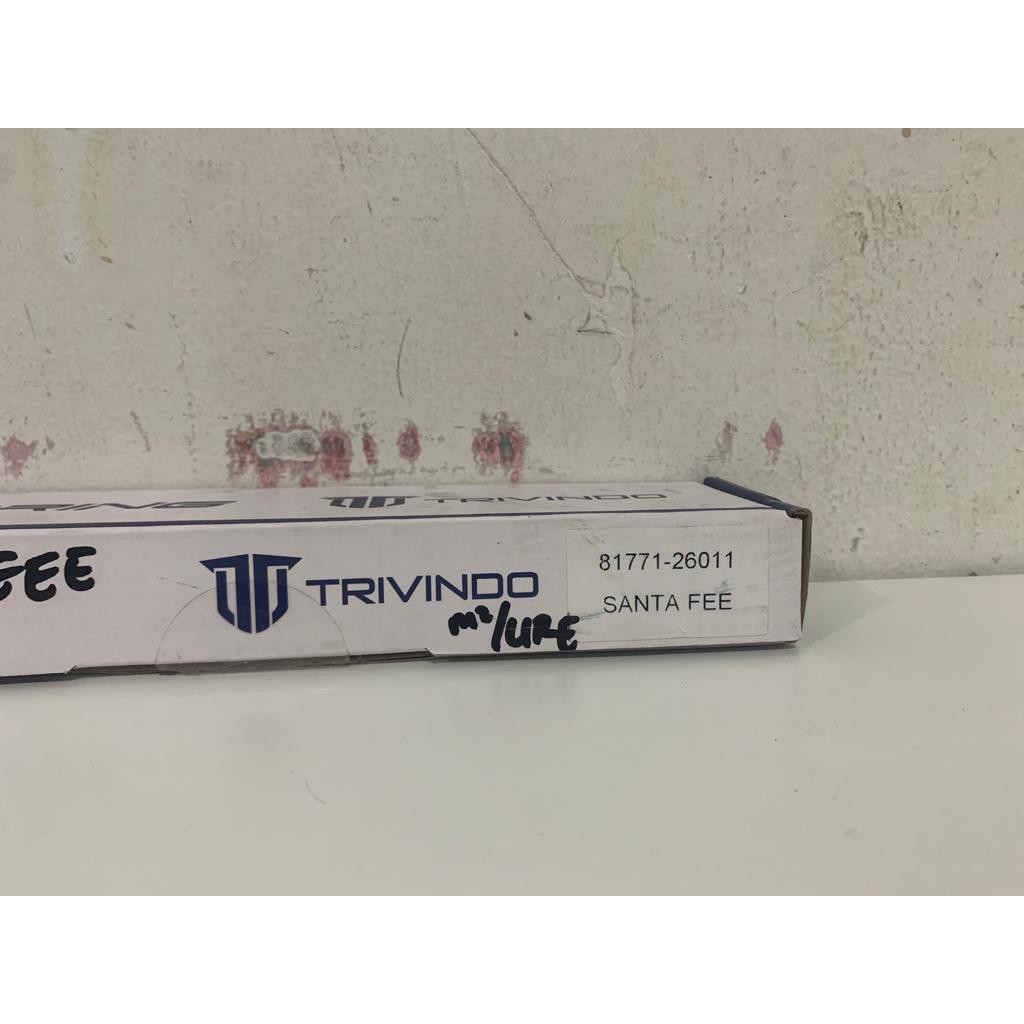 TRIVINDO
EEE
TRIVINDO
81771-26011
SANTA FEE